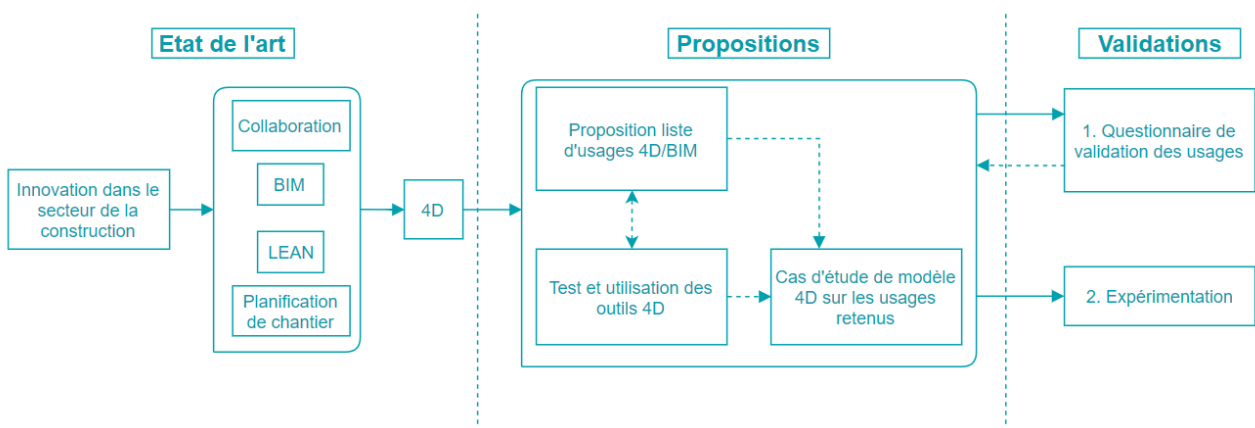 Etat de l'art
Propositions
Validations
Innovation dans le
secteur de la
construction
Collaboration
BIM
LEAN
Planification
de chantier
4D
Proposition liste
d'usages 4D/BIM
Test et utilisation des
outils 4D
Cas d'étude de modèle
4D sur les usages
retenus
1. Questionnaire de
validation des usages
2. Expérimentation